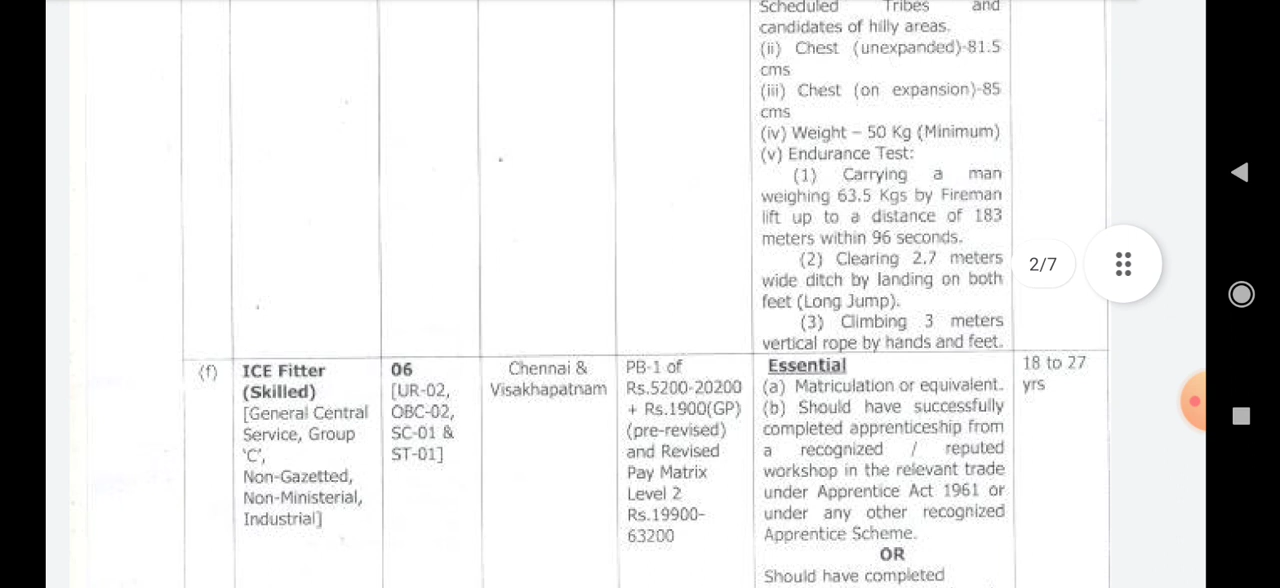 Scheduled Tribes and
candidates of hilly areas.
(ii) Chest (unexpanded)-81.5
cms
(iii) Chest (on expansion)-85
cms
(iv) Weight – 50 Kg (Minimum)
(v) Endurance Test:
(1) Carrying a man
weighing 63.5 Kgs by Fireman
lift up to a distance of 183
meters within 96 seconds.
(2) Clearing 2.7 meters
wide ditch by landing on both
feet (Long Jump).
(3) Climbing 3 meters
vertical rope by hands and feet.
2/7
(f)
ICE Fitter
(Skilled)
[General Central
Service, Group
'C',
Non-Gazetted,
Non-Ministerial,
Industrial]
06
[UR-02,
OBC-02,
SC-01 &
ST-01]
Chennai &
Visakhapatnam
PB-1 of
Rs.5200-20200
+ Rs.1900(GP)
(pre-revised)
and Revised
Pay Matrix
Level 2
Rs.19900-
63200
Essential
(a) Matriculation or equivalent.
(b) Should have successfully
completed apprenticeship from
a recognized / reputed
workshop in the relevant trade
under Apprentice Act 1961 or
under any other recognized
Apprentice Scheme.
OR
Should have completed
18 to 27
yrs